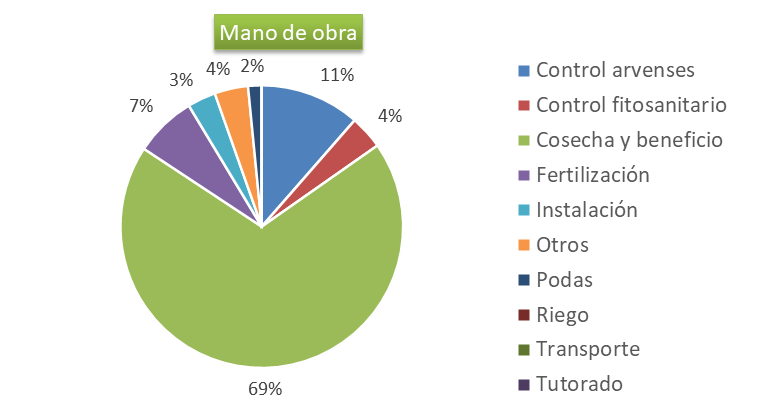 Mano de obra
2%
4%
3%
11%
7%
4%
69%
Control arvenses
Control fitosanitario
Cosecha y beneficio
Fertilización
Instalación
Otros
Podas
Riego
Transporte
Tutorado